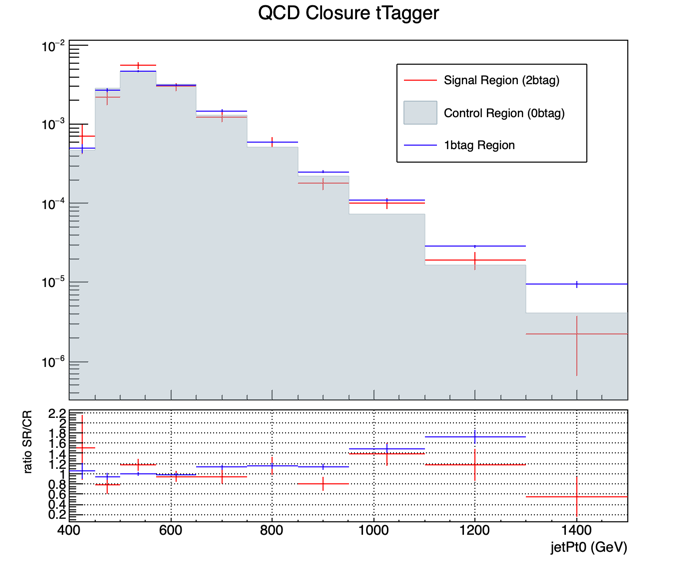 QCD Closure tTagger
10⁻²
10⁻³
10⁻⁴
10⁻⁵
10⁻⁶
Signal Region (2btag)
Control Region (0btag)
1btag Region
ratio SR/CR
2.2
2
1.8
1.6
1.4
1.2
1
0.8
0.6
0.4
0.2
400 600 800 1000 1200 1400
jetPt0 (GeV)